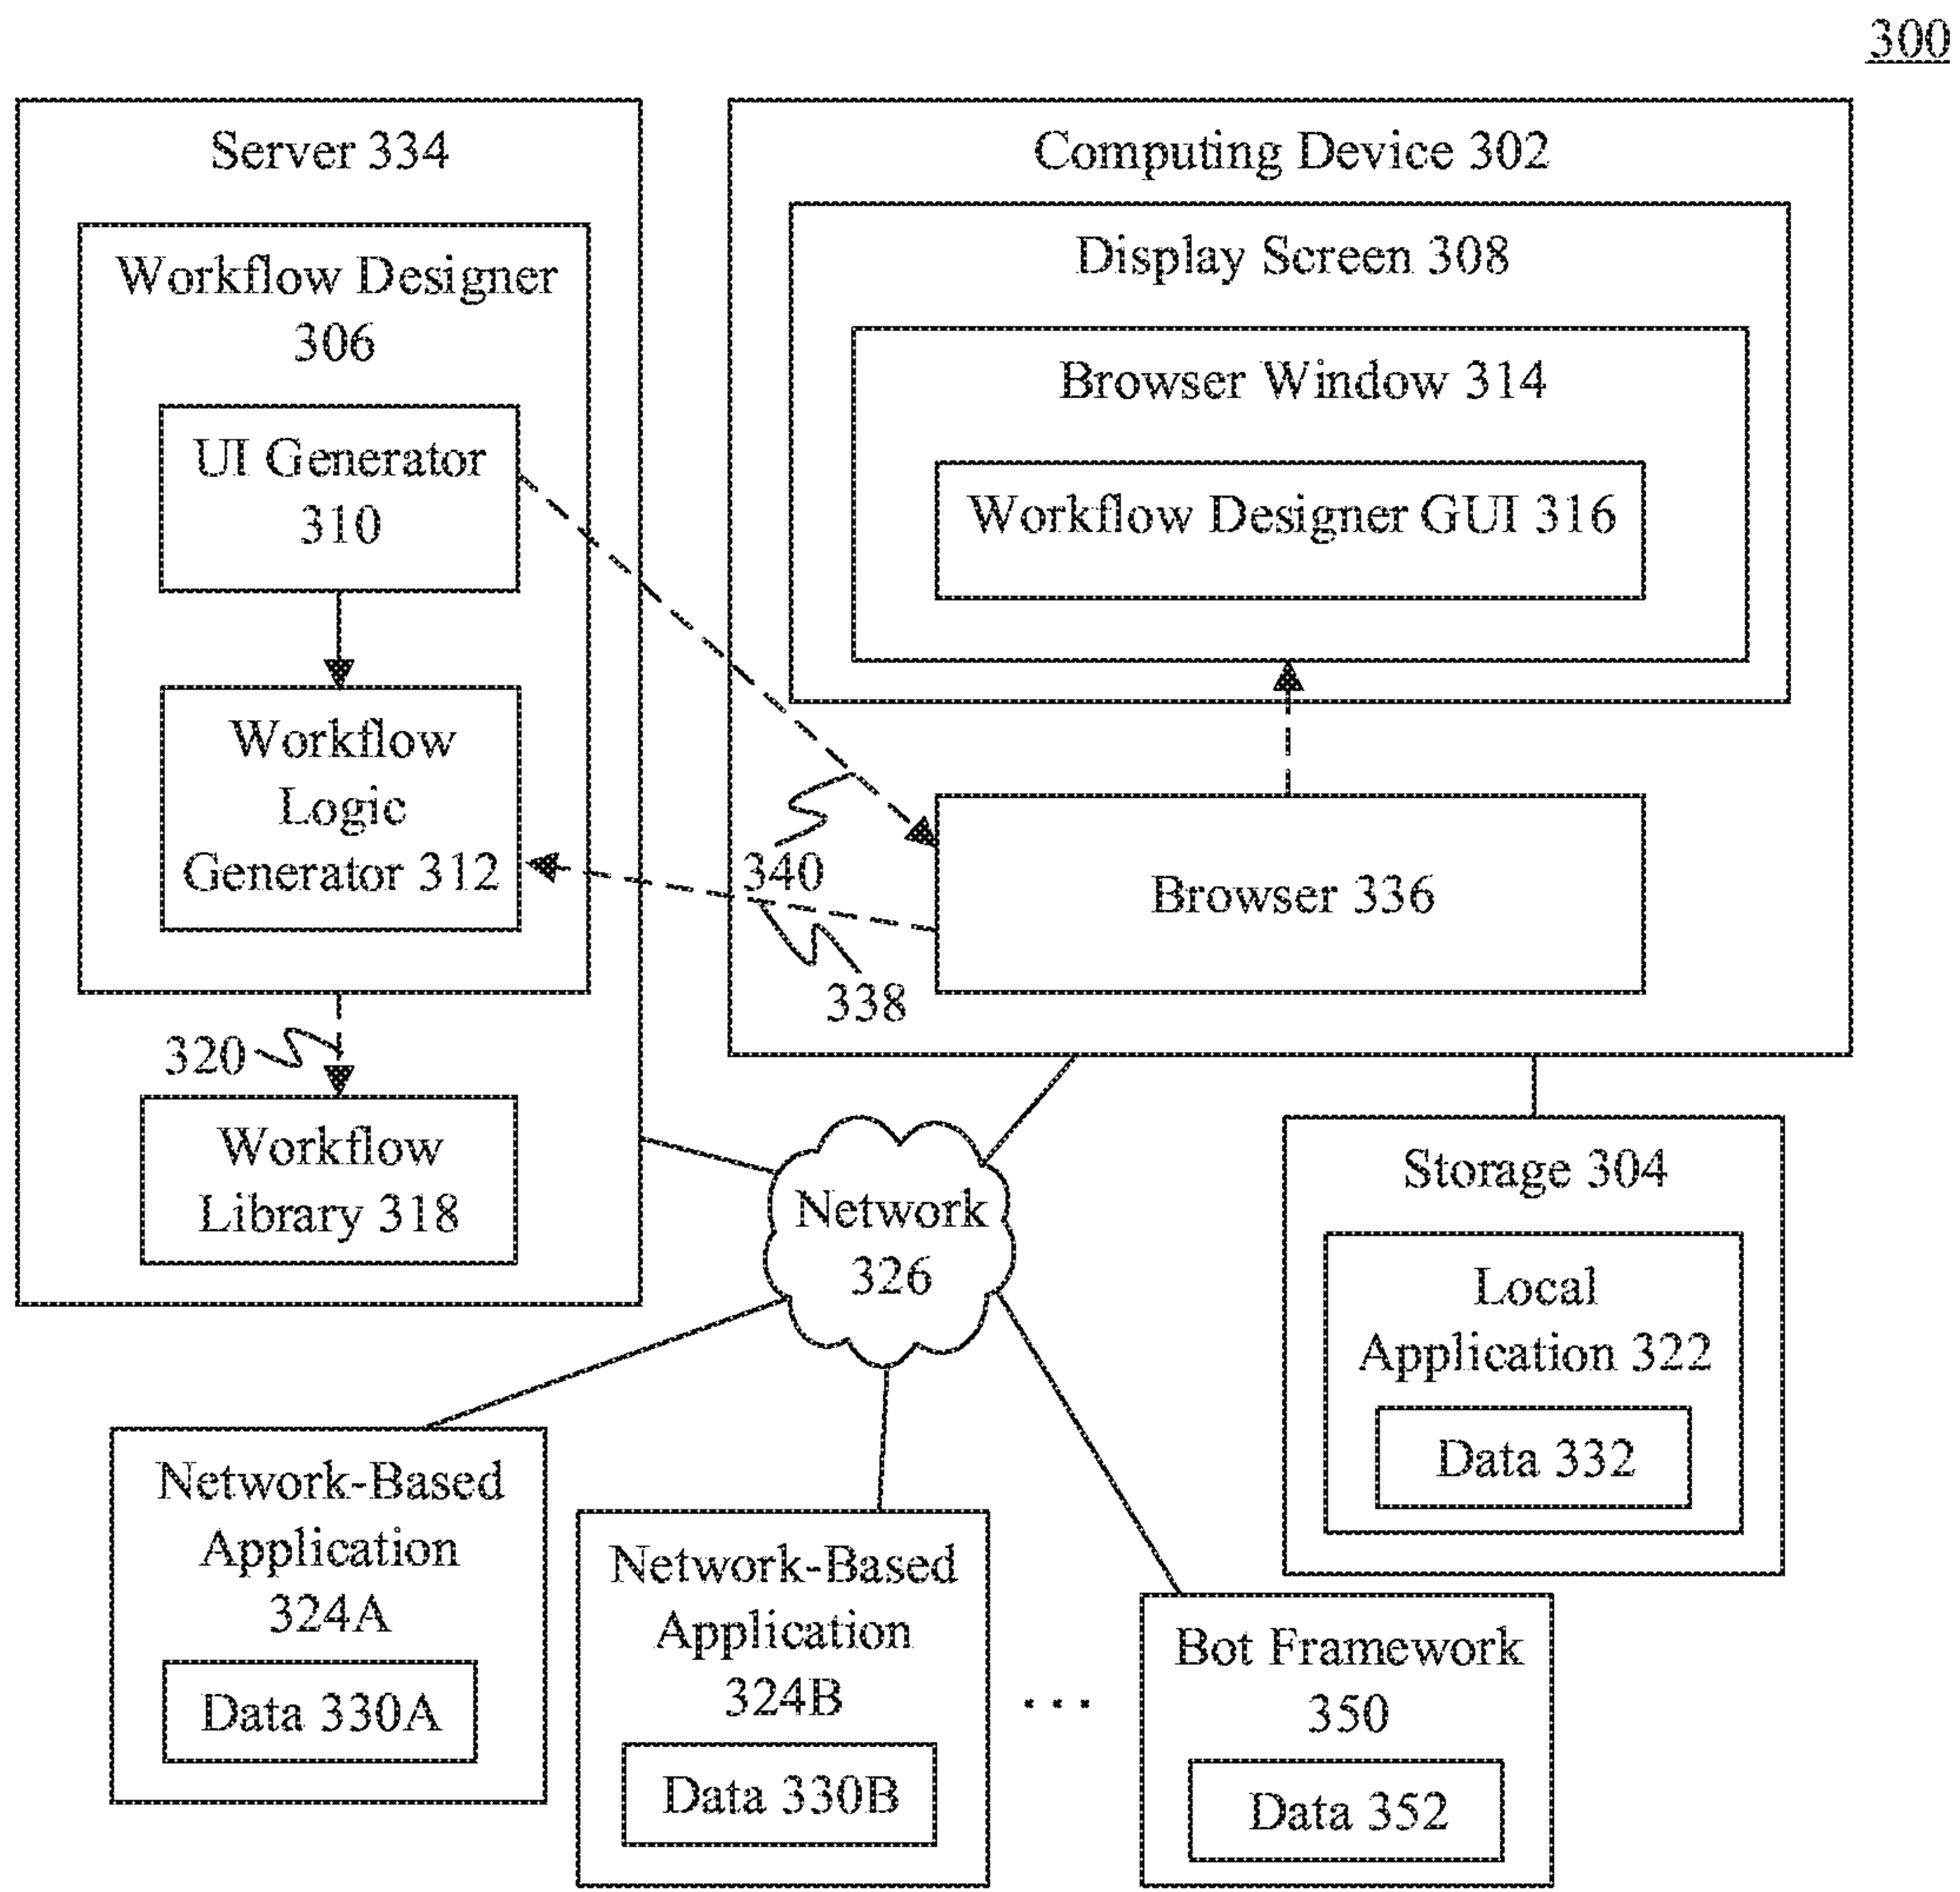 300
Server 334
Workflow Designer
306
UI Generator
310
Workflow
Logic
Generator 312
320
Workflow
Library 318
Computing Device 302
Display Screen 308
Browser Window 314
Workflow Designer GUI 316
340
Browser 336
338
Network
326
Storage 304
Local
Application 322
Data 332
Network-Based
Application
324A
Data 330A
Network-Based
Application
324B
Data 330B
...
Bot Framework
350
Data 352